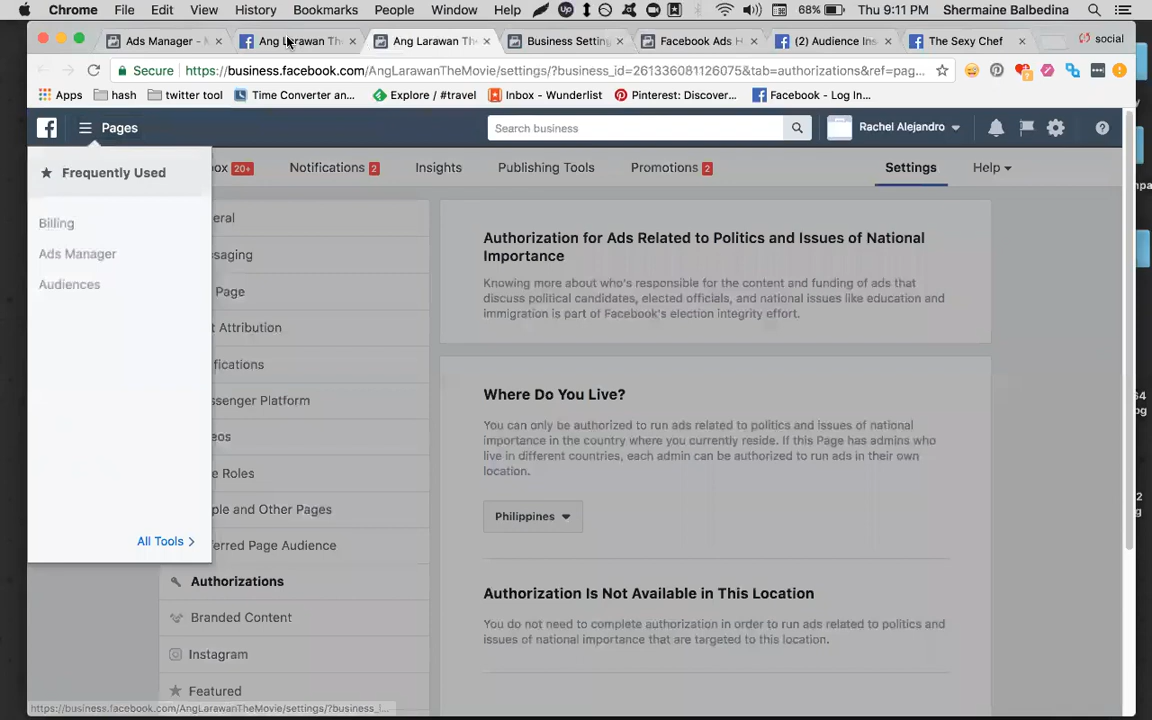 Chrome File Edit View History Bookmarks People Window Help 68% Thu 9:11 PM Shermaine Balbedina
Ads Manager - M
Ang Larawan The
Ang Larawan The
Business Setting
Facebook Ads H
(2) Audience Ins
The Sexy Chef
social
Secure https://business.facebook.com/AngLarawanTheMovie/settings/?business_id=261336081126075&tab=authorizations&ref=pag...
Apps hash twitter tool Time Converter an... Explore / #travel Inbox - Wunderlist Pinterest: Discover... Facebook - Log In...
Pages
Search business
Rachel Alejandro
Frequently Used
Billing
Ads Manager
Audiences
All Tools
box 20+ Notifications 2 Insights Publishing Tools Promotions 2 Settings Help
eral
ssaging
Page
t Attribution
fications
ssenger Platform
eos
e Roles
ple and Other Pages
ferred Page Audience
Authorizations
Branded Content
Instagram
Featured
Authorization for Ads Related to Politics and Issues of National
Importance
Knowing more about who's responsible for the content and funding of ads that
discuss political candidates, elected officials, and national issues like education and
immigration is part of Facebook's election integrity effort.
Where Do You Live?
You can only be authorized to run ads related to politics and issues of national
importance in the country where you currently reside. If this Page has admins who
live in different countries, each admin can be authorized to run ads in their own
location.
Philippines
Authorization Is Not Available in This Location
You do not need to complete authorization in order to run ads related to politics and
issues of national importance that are targeted to this location.
https://business.facebook.com/AngLarawanTheMovie/settings/?business_i...